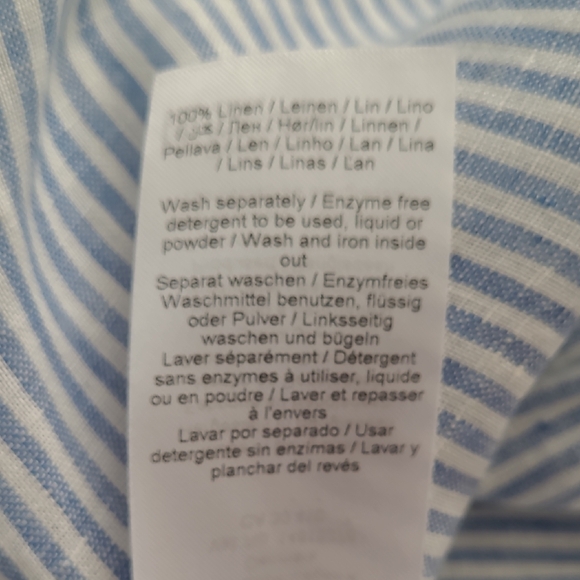 100% Linen / Leinen / Lin / Lino
/ / Лен / Hør/lin / Linnen /
Pellava / Len / Linho / Lan / Lina
/ Lins / Linas / Ľan
Wash separately / Enzyme free
detergent to be used, liquid or
powder / Wash and iron inside
out
Separat waschen / Enzymfreies
Waschmittel benutzen, flüssig
oder Pulver / Linksseitig
waschen und bügeln
Laver séparément / Détergent
sans enzymes à utiliser, liquide
ou en poudre / Laver et repasser
à l'envers
Lavar por separado / Usar
detergente sin enzimas / Lavar y
planchar del revés